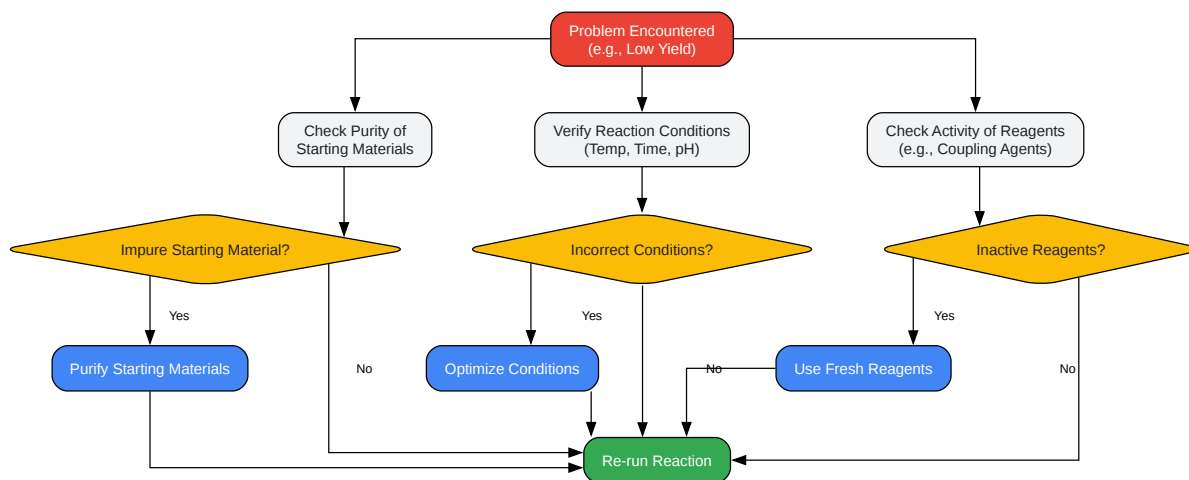 Problem Encountered
(e.g., Low Yield)
Check Purity of
Starting Materials
Verify Reaction Conditions
(Temp, Time, pH)
Check Activity of Reagents
(e.g., Coupling Agents)
Impure Starting Material?
Incorrect Conditions?
Inactive Reagents?
Yes
Yes
Yes
Purify Starting Materials
No
Optimize Conditions
No
Use Fresh Reagents
No
Re-run Reaction